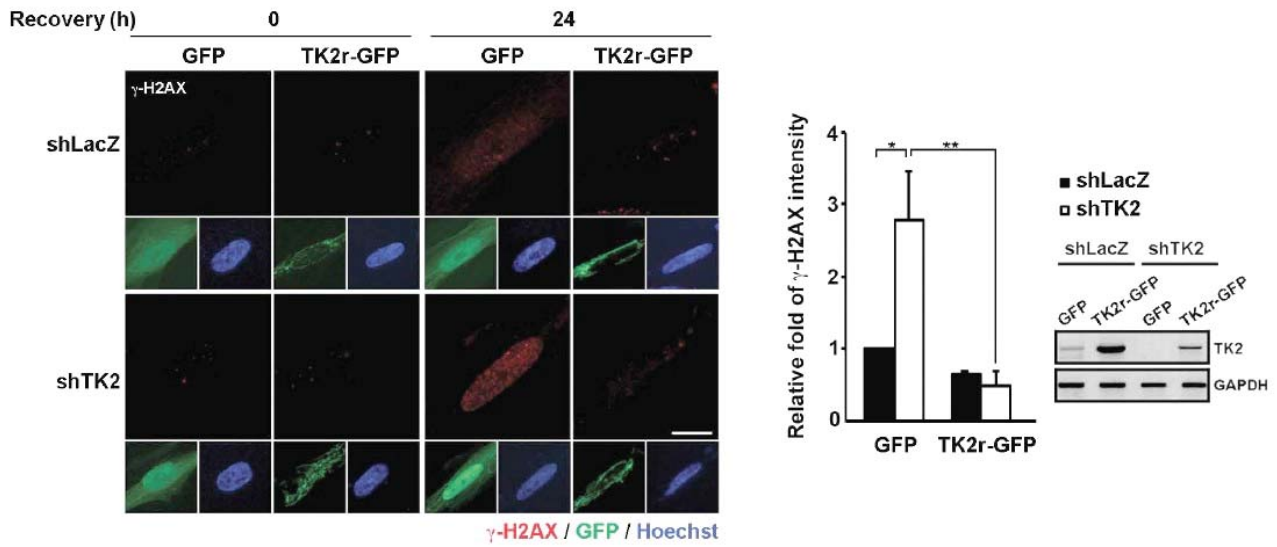 Recovery (h) 0 24
GFP TK2r-GFP GFP TK2r-GFP
γ-H2AX
shLacZ
shTK2
γ-H2AX / GFP / Hoechst
Relative fold of γ-H2AX intensity
4
3
2
1
0
* **
GFP TK2r-GFP
shLacZ
shTK2
shLacZ shTK2
GFP TK2r-GFP GFP TK2r-GFP
TK2
GAPDH